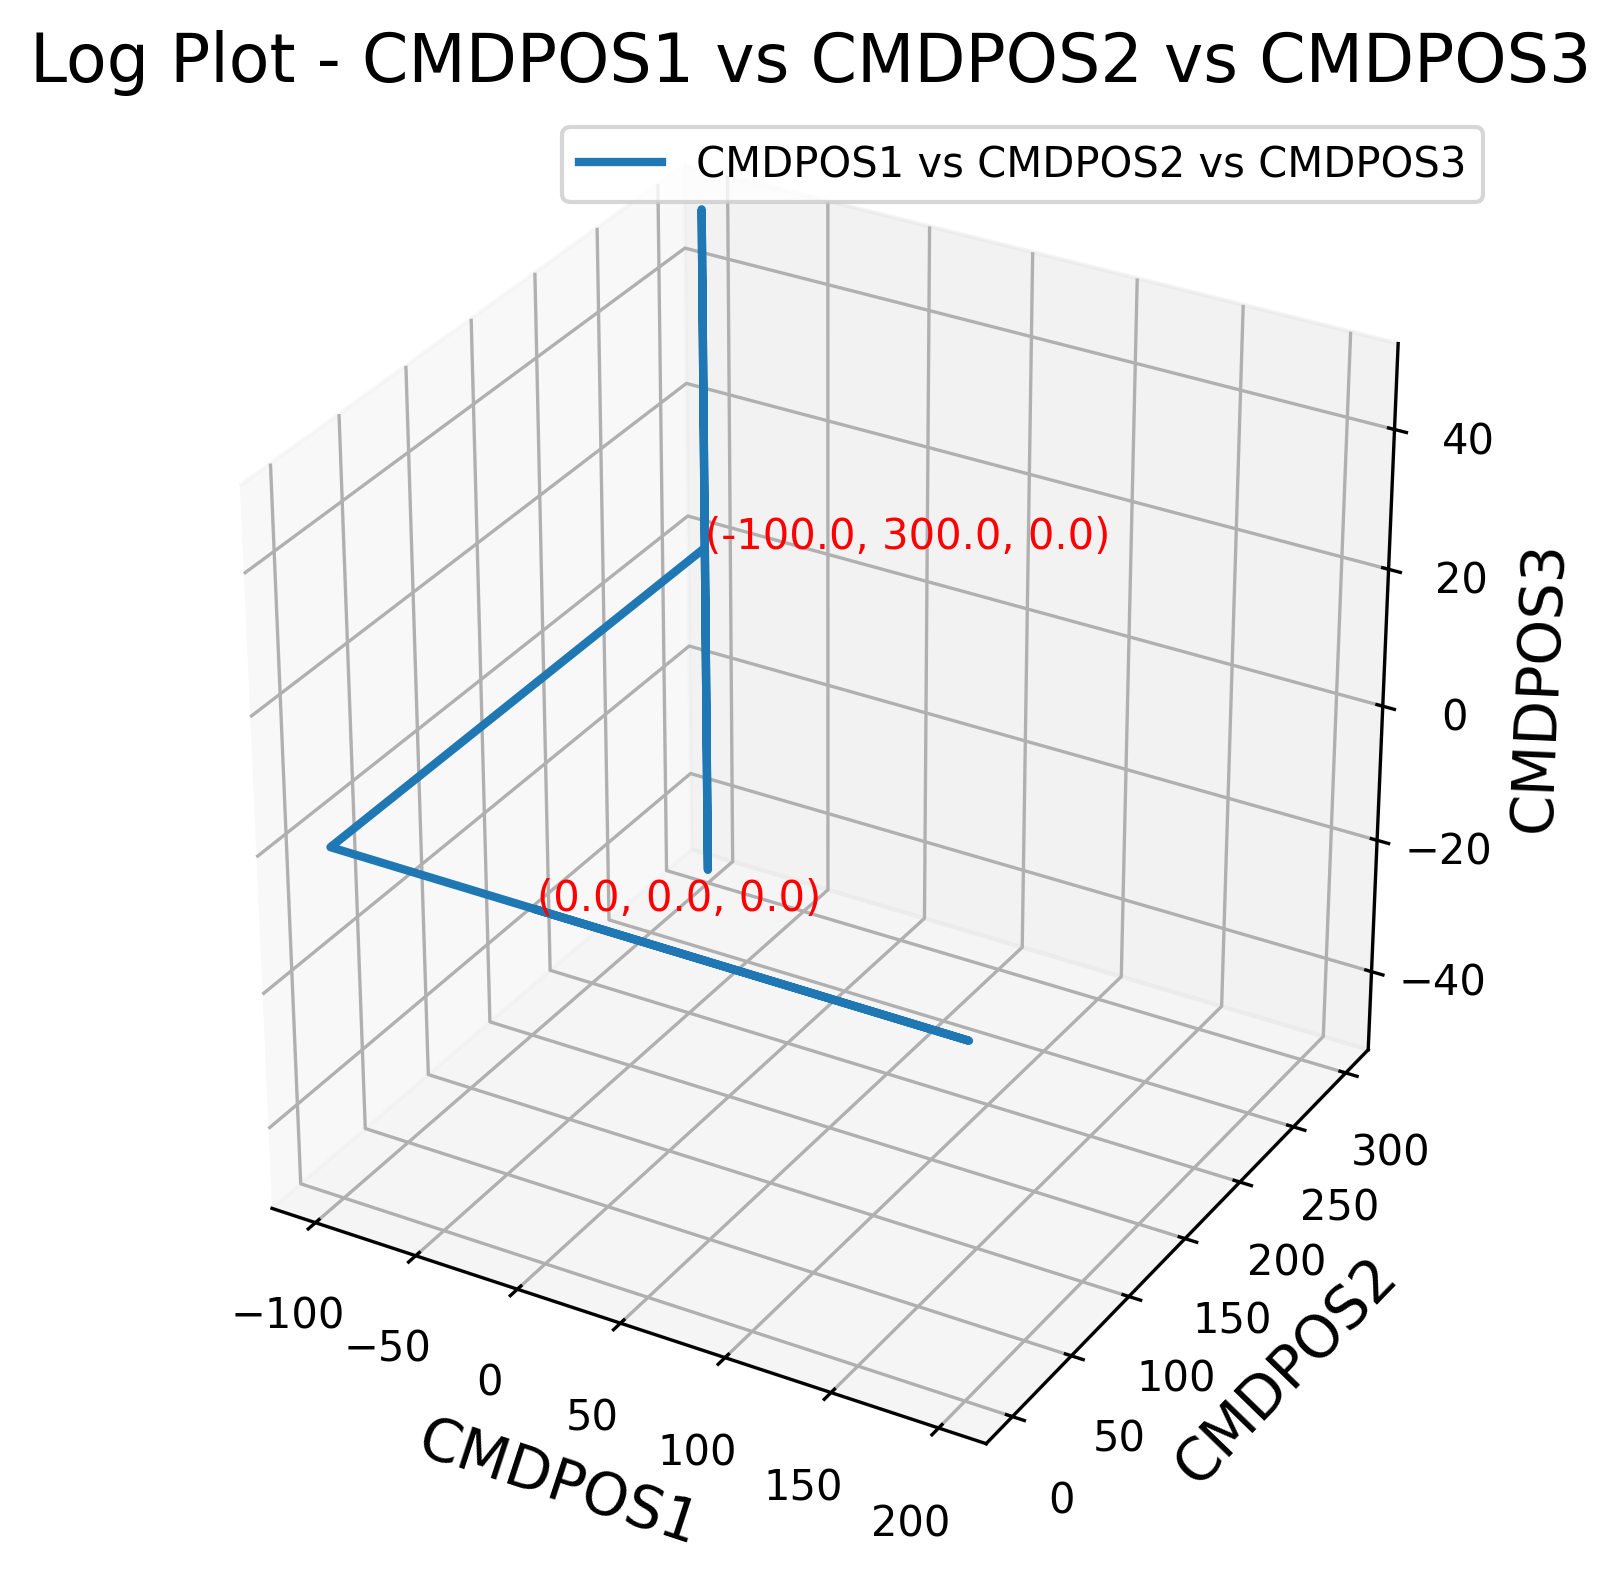 Log Plot - CMDPOS1 vs CMDPOS2 vs CMDPOS3
CMDPOS1 vs CMDPOS2 vs CMDPOS3
(-100.0, 300.0, 0.0)
(0.0, 0.0, 0.0)
40
20
0
−20
−40
CMDPOS3
300
250
200
150
100
50
0
CMDPOS2
−100
−50
0
50
100
150
200
CMDPOS1